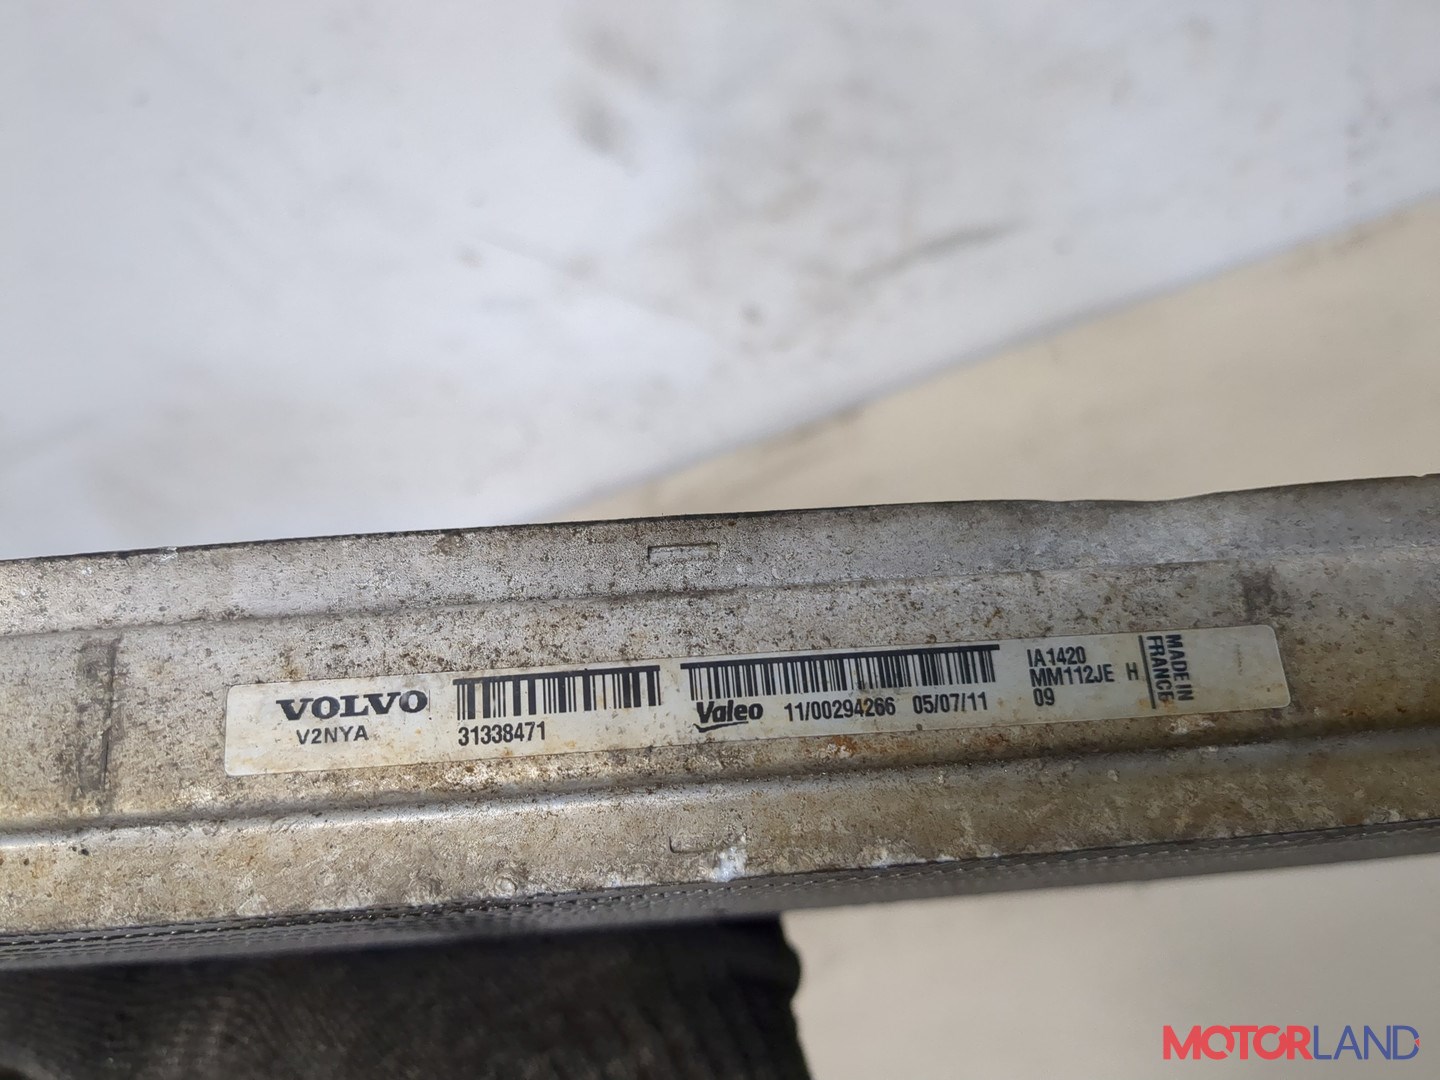 VOLVO
V2NYA
31338471
Valeo 11/00294266 05/07/11
IA1420
MM112JE H
09
MADE IN
FRANCE
MOTORLAND